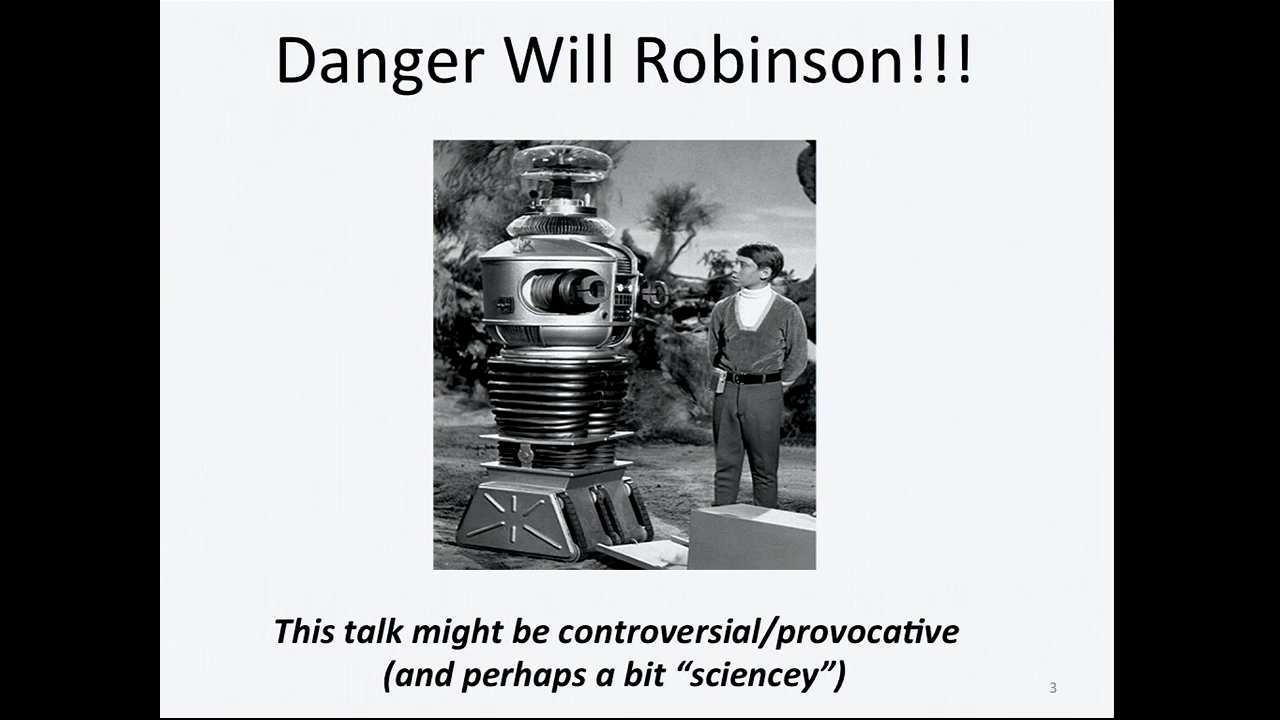 Danger Will Robinson!!!
This talk might be controversial/provocative
(and perhaps a bit “sciencey”)
3